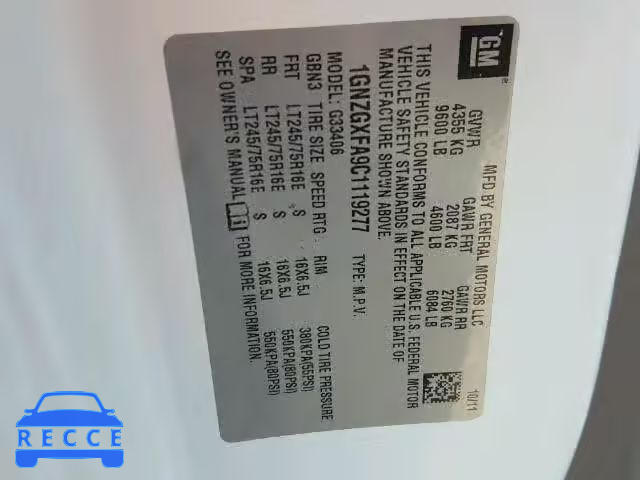 GM
MFD BY GENERAL MOTORS LLC
10/11
GVWR GAWR FRT GAWR RR
4355 KG 2087 KG 2760 KG
9600 LB 4600 LB 6084 LB
THIS VEHICLE CONFORMS TO ALL APPLICABLE U.S. FEDERAL MOTOR
VEHICLE SAFETY STANDARDS IN EFFECT ON THE DATE OF
MANUFACTURE SHOWN ABOVE.
1GNZGXFA9C1119277 TYPE: M.P.V.
MODEL: G33406
GBN3 TIRE SIZE SPEED RTG RIM COLD TIRE PRESSURE
FRT LT245/75R16E S 16X6.5J 380KPA(55PSI)
RR LT245/75R16E S 16X6.5J 550KPA(80PSI)
SPA LT245/75R16E S 16X6.5J 550KPA(80PSI)
SEE OWNER'S MANUAL FOR MORE INFORMATION.
RECCE